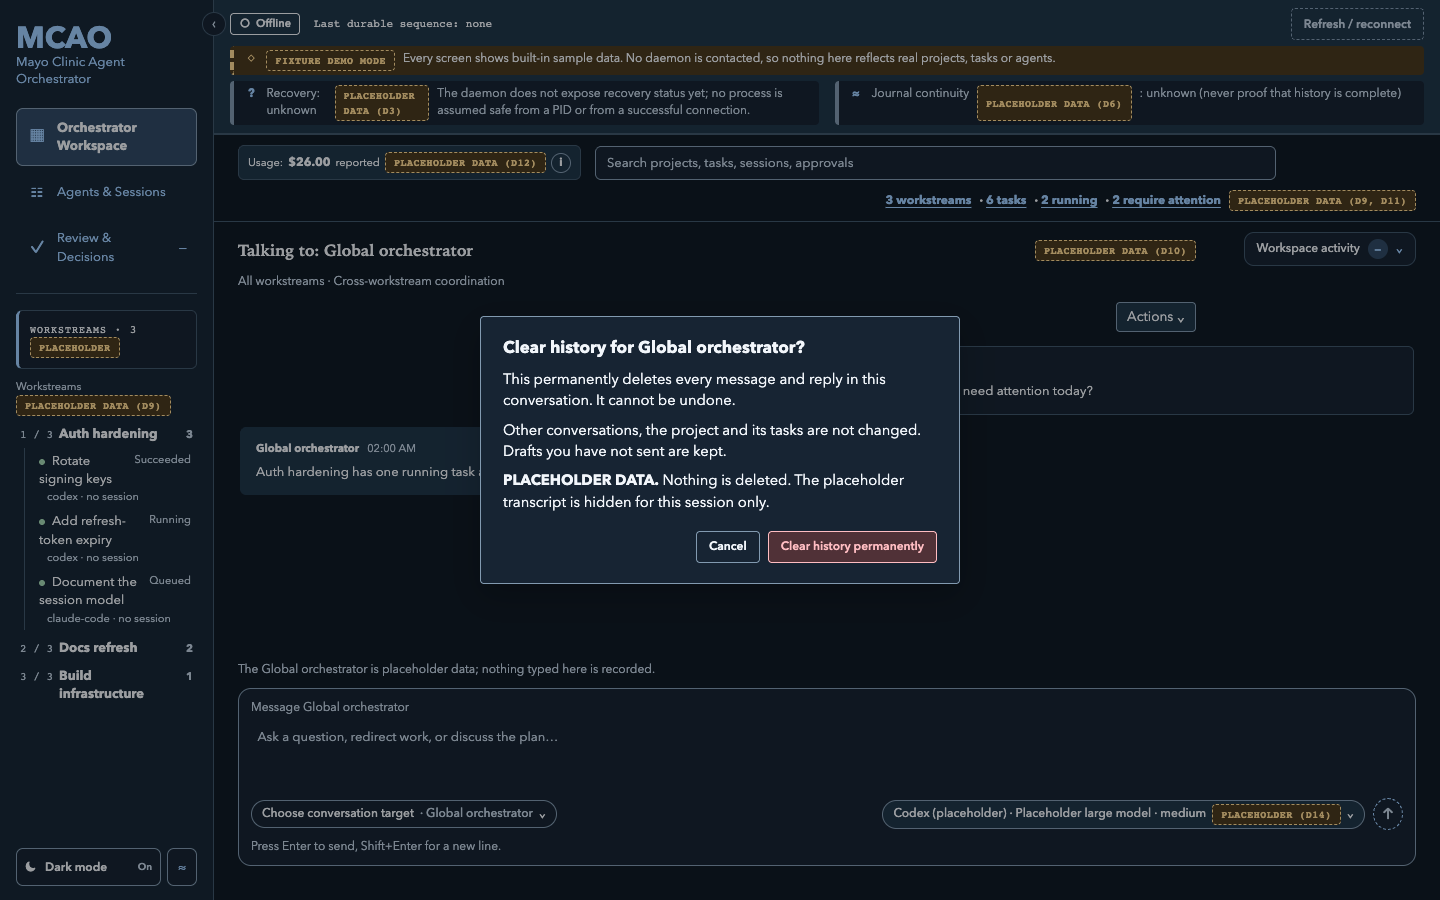 MCAO
Mayo Clinic Agent
Orchestrator
Orchestrator
Workspace
Agents & Sessions
Review &
Decisions
–
WORKSTREAMS · 3
PLACEHOLDER
Workstreams
PLACEHOLDER DATA (D9)
1 / 3 Auth hardening 3
Rotate Succeeded
signing keys
codex · no session
Add refresh- Running
token expiry
codex · no session
Document the Queued
session model
claude-code · no session
2 / 3 Docs refresh 2
3 / 3 Build 1
infrastructure
Dark mode On
≈
Offline
Last durable sequence: none
Refresh / reconnect
FIXTURE DEMO MODE Every screen shows built-in sample data. No daemon is contacted, so nothing here reflects real projects, tasks or agents.
? Recovery:
unknown
PLACEHOLDER
DATA (D3)
The daemon does not expose recovery status yet; no process is
assumed safe from a PID or from a successful connection.
≈ Journal continuity PLACEHOLDER DATA (D6) : unknown (never proof that history is complete)
Usage: $26.00 reported PLACEHOLDER DATA (D12) i
Search projects, tasks, sessions, approvals
3 workstreams · 6 tasks · 2 running · 2 require attention PLACEHOLDER DATA (D9, D11)
Talking to: Global orchestrator
PLACEHOLDER DATA (D10)
Workspace activity –
All workstreams · Cross-workstream coordination
Actions
need attention today?
Global orchestrator 02:00 AM
Auth hardening has one running task
Clear history for Global orchestrator?
This permanently deletes every message and reply in this
conversation. It cannot be undone.
Other conversations, the project and its tasks are not changed.
Drafts you have not sent are kept.
PLACEHOLDER DATA. Nothing is deleted. The placeholder
transcript is hidden for this session only.
Cancel
Clear history permanently
The Global orchestrator is placeholder data; nothing typed here is recorded.
Message Global orchestrator
Ask a question, redirect work, or discuss the plan…
Choose conversation target · Global orchestrator
Codex (placeholder) · Placeholder large model · medium PLACEHOLDER (D14)
Press Enter to send, Shift+Enter for a new line.